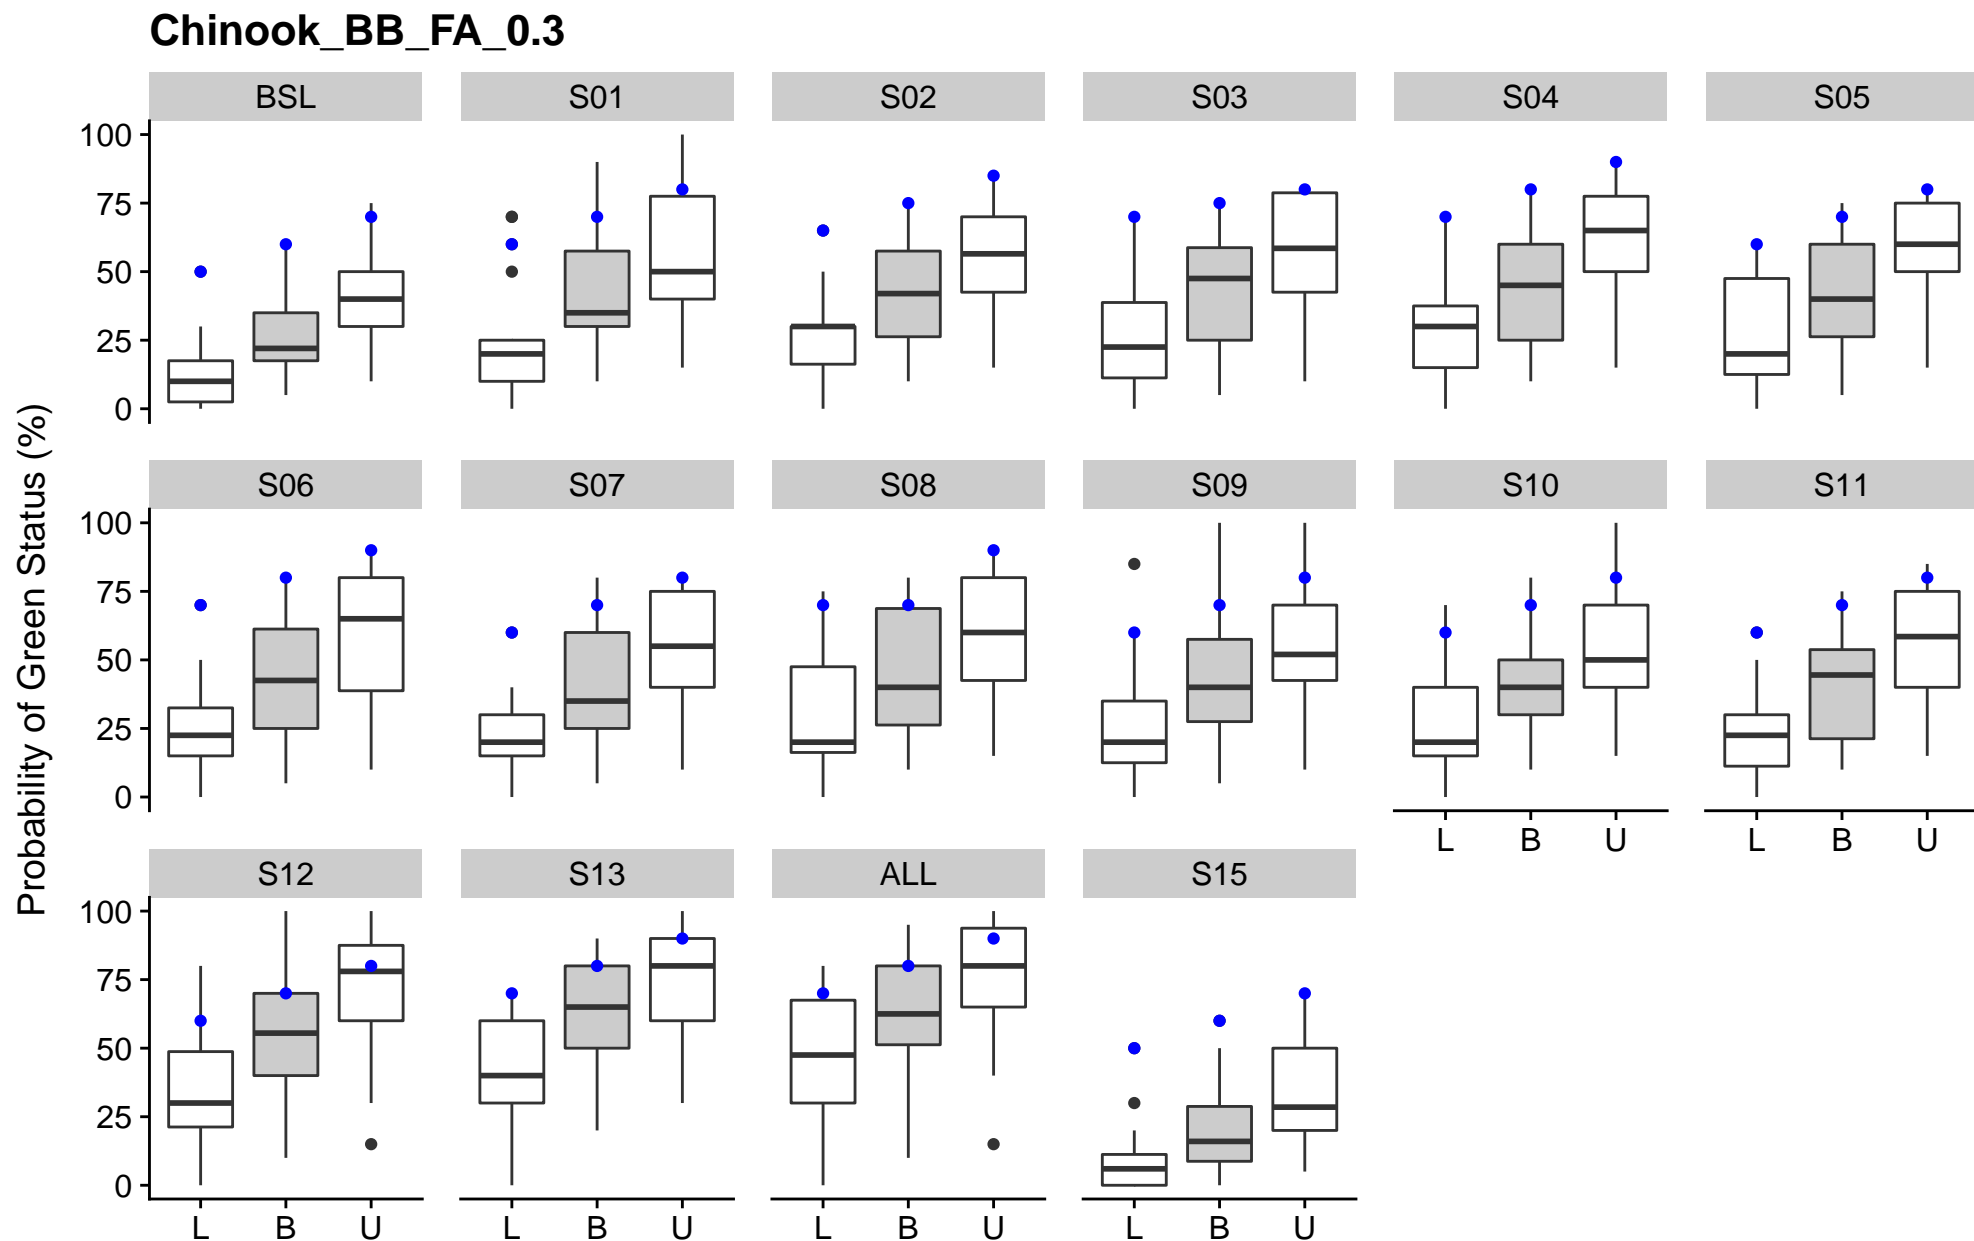 Chinook_BB_FA_0.3
BSL S01 S02 S03 S04 S05
100
75
50
25
0
S06 S07 S08 S09 S10 S11
100
75
50
25
0
L B U L B U
S12 S13 ALL S15
100
75
50
25
0
L B U L B U L B U L B U
Probability of Green Status (%)